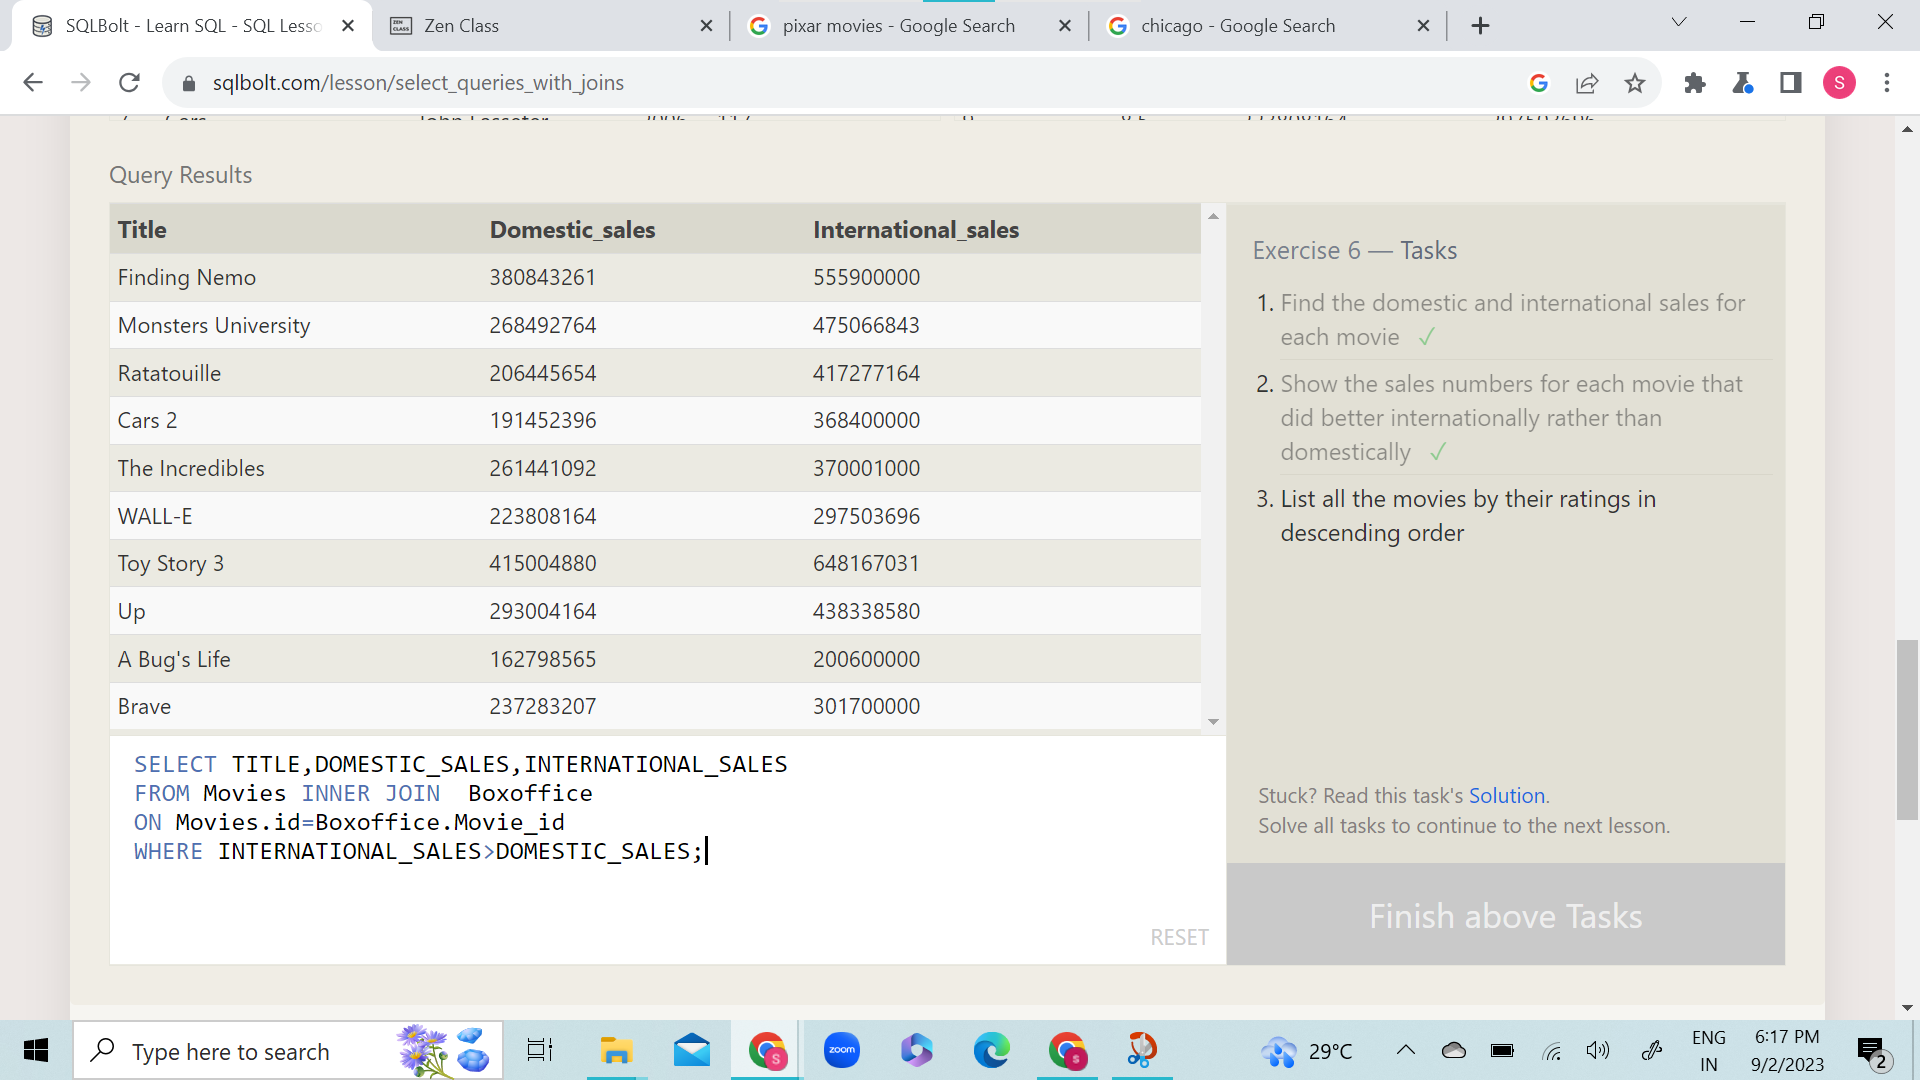 SQLBolt - Learn SQL - SQL Lesso
Zen Class
pixar movies - Google Search
chicago - Google Search
sqlbolt.com/lesson/select_queries_with_joins
S
Query Results
Title Domestic_sales International_sales
Finding Nemo 380843261 555900000
Monsters University 268492764 475066843
Ratatouille 206445654 417277164
Cars 2 191452396 368400000
The Incredibles 261441092 370001000
WALL-E 223808164 297503696
Toy Story 3 415004880 648167031
Up 293004164 438338580
A Bug's Life 162798565 200600000
Brave 237283207 301700000
SELECT TITLE,DOMESTIC_SALES,INTERNATIONAL_SALES
FROM Movies INNER JOIN  Boxoffice
ON Movies.id=Boxoffice.Movie_id
WHERE INTERNATIONAL_SALES>DOMESTIC_SALES;
RESET
Exercise 6 — Tasks
1. Find the domestic and international sales for
each movie ✓
2. Show the sales numbers for each movie that
did better internationally rather than
domestically ✓
3. List all the movies by their ratings in
descending order
Stuck? Read this task's Solution.
Solve all tasks to continue to the next lesson.
Finish above Tasks
Type here to search
S
zoom
S
29°C
ENG
IN
6:17 PM
9/2/2023
2